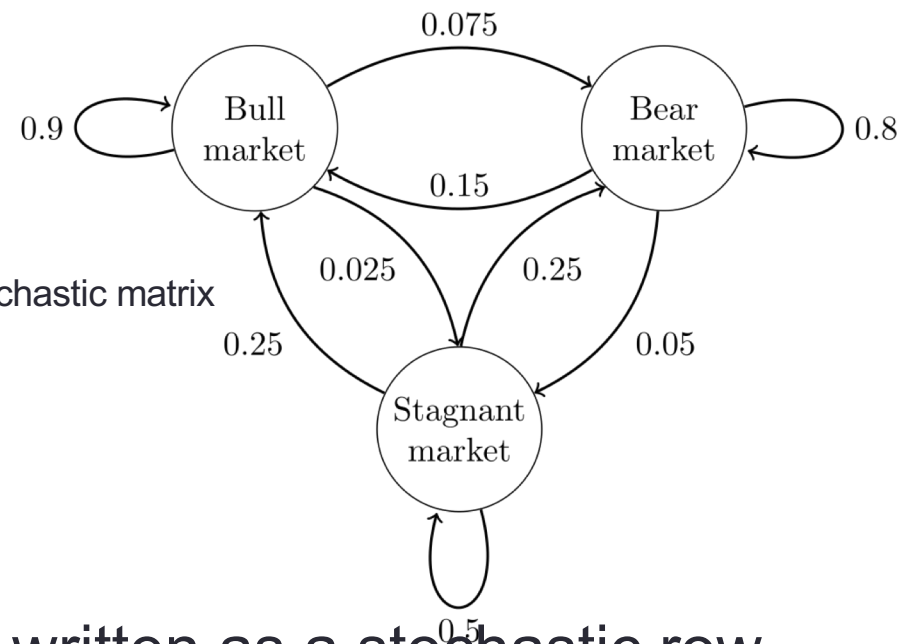 0.075
Bull
market
Bear
market
0.9
0.8
0.15
0.025
0.25
chastic matrix
0.25
0.05
Stagnant
market
0.5
written as a stochastic row